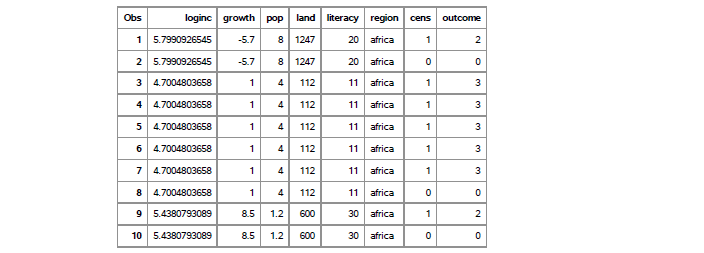 Obs loginc growth pop land literacy region cens outcome
1 5.7990926545 -5.7 8 1247 20 africa 1 2
2 5.7990926545 -5.7 8 1247 20 africa 0 0
3 4.7004803658 1 4 112 11 africa 1 3
4 4.7004803658 1 4 112 11 africa 1 3
5 4.7004803658 1 4 112 11 africa 1 3
6 4.7004803658 1 4 112 11 africa 1 3
7 4.7004803658 1 4 112 11 africa 1 3
8 4.7004803658 1 4 112 11 africa 0 0
9 5.4380793089 8.5 1.2 600 30 africa 1 2
10 5.4380793089 8.5 1.2 600 30 africa 0 0